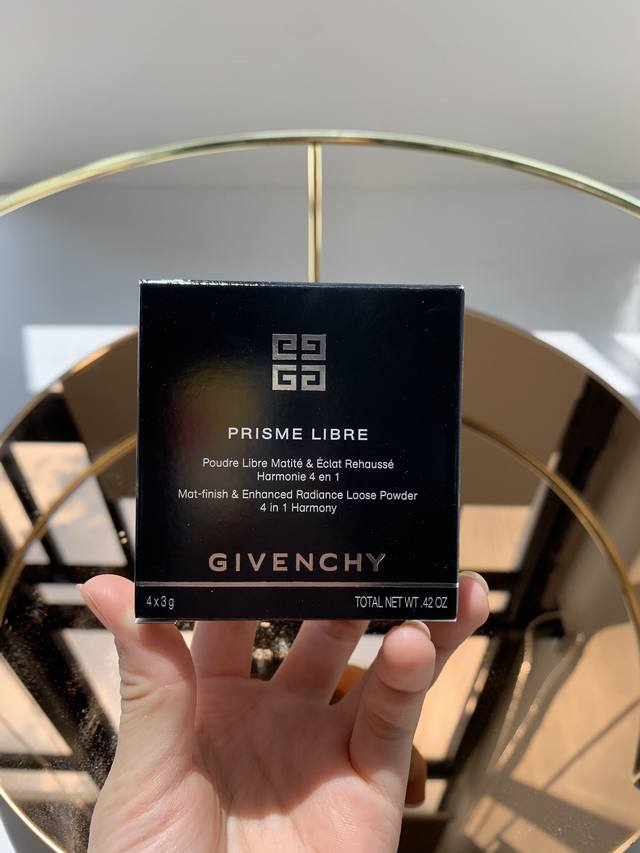 PRISME LIBRE
Poudre Libre Matité & Éclat Rehaussé
Harmonie 4 en 1
Mat-finish & Enhanced Radiance Loose Powder
4 in 1 Harmony
GIVENCHY
4 x 3 g
TOTAL NET WT .42 OZ